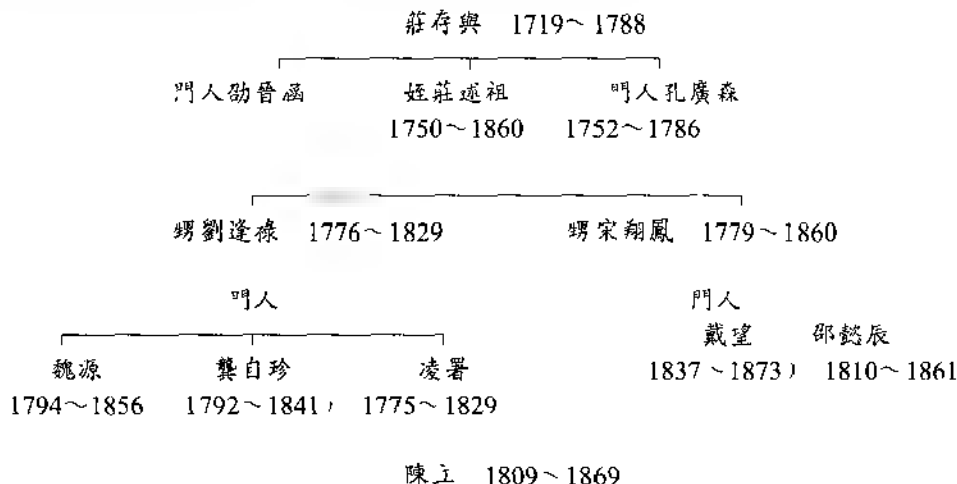 莊存與 1719～1788
門人劭晉涵 姪莊述祖 門人孔廣森
1750～1860 1752～1786
甥劉逢祿 1776～1829 甥宋翔鳳 1779～1860
門人 門人
戴望 邵懿辰
魏源 龔自珍 凌署 1837～1873) 1810～1861
1794～1856 1792～1841, 1775～1829
陳立 1809～1869